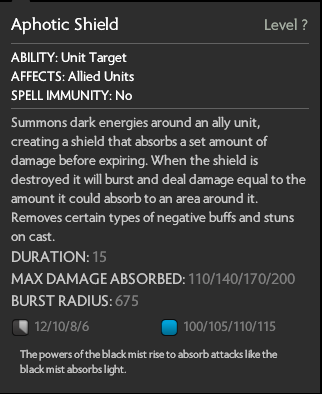 Aphotic Shield Level ?
ABILITY: Unit Target
AFFECTS: Allied Units
SPELL IMMUNITY: No
Summons dark energies around an ally unit,
creating a shield that absorbs a set amount of
damage before expiring. When the shield is
destroyed it will burst and deal damage equal to the
amount it could absorb to an area around it.
Removes certain types of negative buffs and stuns
on cast.
DURATION: 15
MAX DAMAGE ABSORBED: 110/140/170/200
BURST RADIUS: 675
12/10/8/6 100/105/110/115
The powers of the black mist rise to absorb attacks like the
black mist absorbs light.